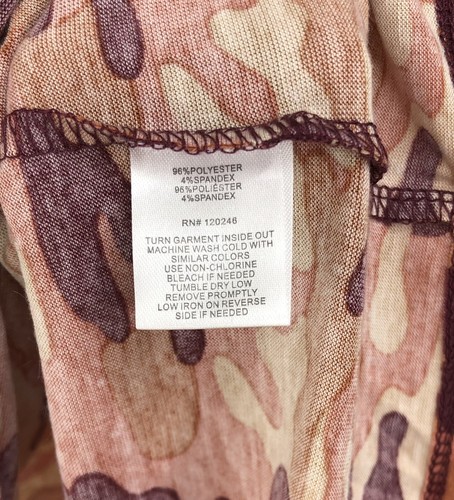 96%POLYESTER
4%SPANDEX
96%POLIÉSTER
4%SPANDEX
RN# 120246
TURN GARMENT INSIDE OUT
MACHINE WASH COLD WITH
SIMILAR COLORS
USE NON-CHLORINE
BLEACH IF NEEDED
TUMBLE DRY LOW
REMOVE PROMPTLY
LOW IRON ON REVERSE
SIDE IF NEEDED